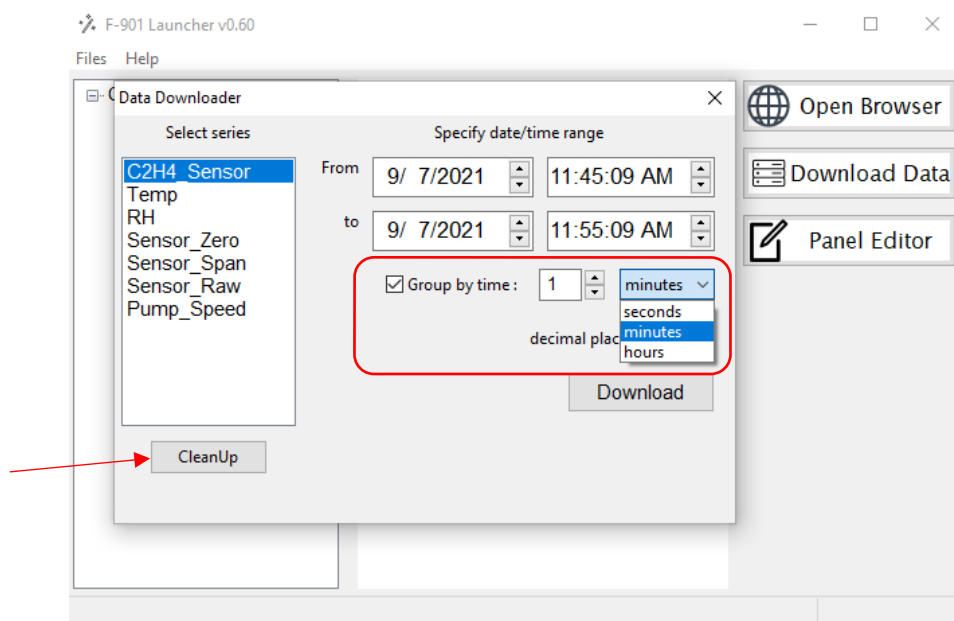 F-901 Launcher v0.60
Files Help
Data Downloader
Select series
Specify date/time range
C2H4_Sensor
Temp
RH
Sensor_Zero
Sensor_Span
Sensor_Raw
Pump_Speed
From 9/ 7/2021 11:45:09 AM
to 9/ 7/2021 11:55:09 AM
Group by time : 1 minutes
seconds
minutes
hours
decimal plac
Download
CleanUp
Open Browser
Download Data
Panel Editor